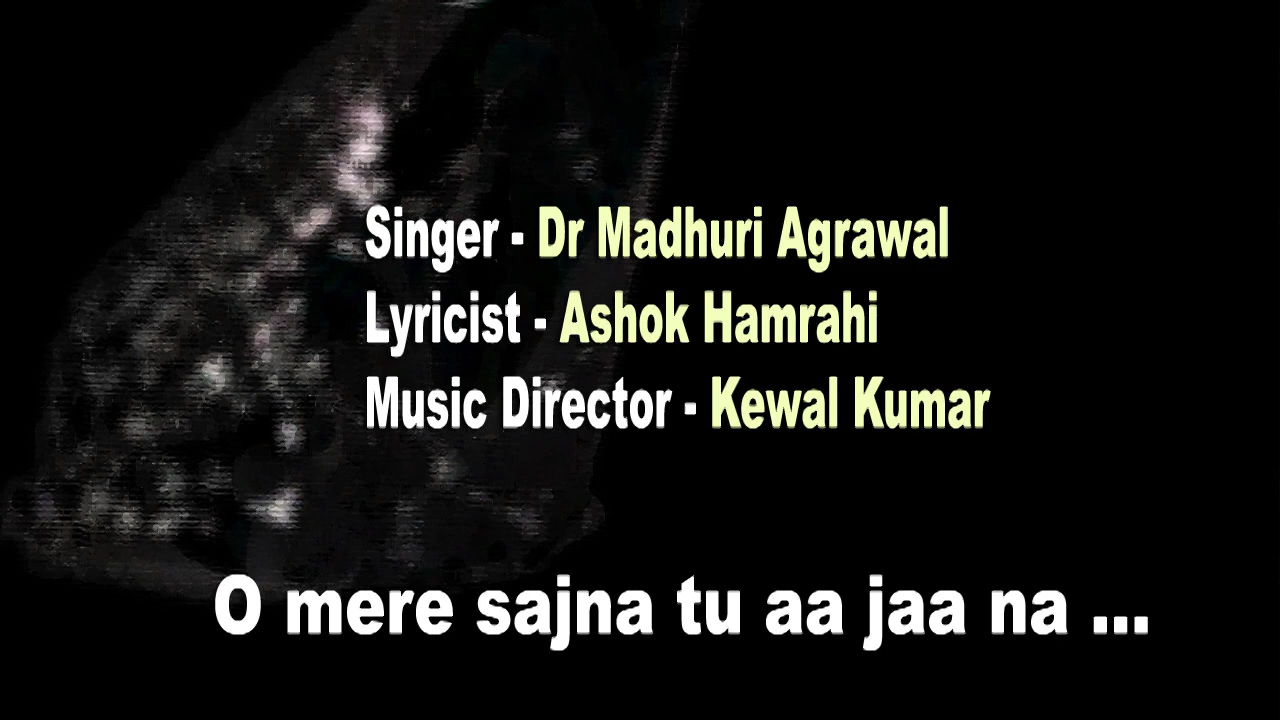 Singer - Dr Madhuri Agrawal
Lyricist - Ashok Hamrahi
Music Director - Kewal Kumar
O mere sajna tu aa jaa na ...